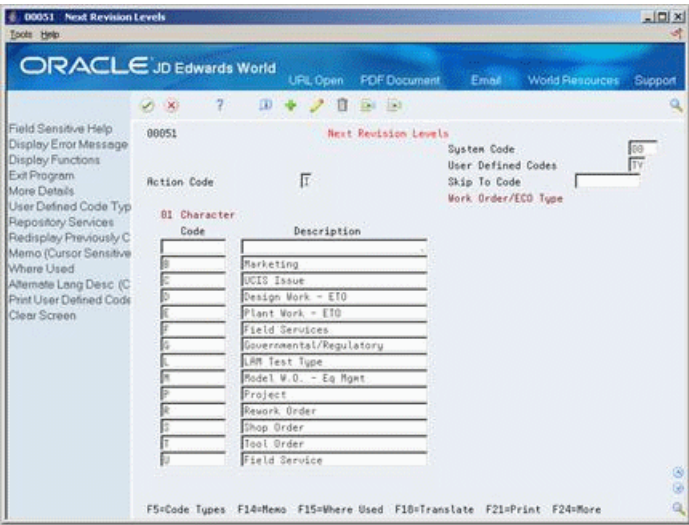 00051 Next Revision Levels
Tools Help
ORACLE JD Edwards World
URL Open PDF Document Email World Resources Support
Field Sensitive Help
Display Error Message
Display Functions
Exit Program
More Details
User Defined Code Typ
Repository Services
Redisplay Previously C
Memo (Cursor Sensitive
Where Used
Alternate Lang Desc (C
Print User Defined Code
Clear Screen
00051 Next Revision Levels
System Code 00
User Defined Codes TY
Action Code I Skip To Code
Work Order/ECO Type
01 Character
Code Description
.
B Marketing
C UCIS Issue
D Design Work - ETO
E Plant Work - ETO
F Field Services
G Governmental/Regulatory
L LAM Test Type
M Model W.O. - Eq Mgmt
P Project
R Rework Order
S Shop Order
T Tool Order
U Field Service
F5=Code Types F14=Memo F15=Where Used F18=Translate F21=Print F24=More